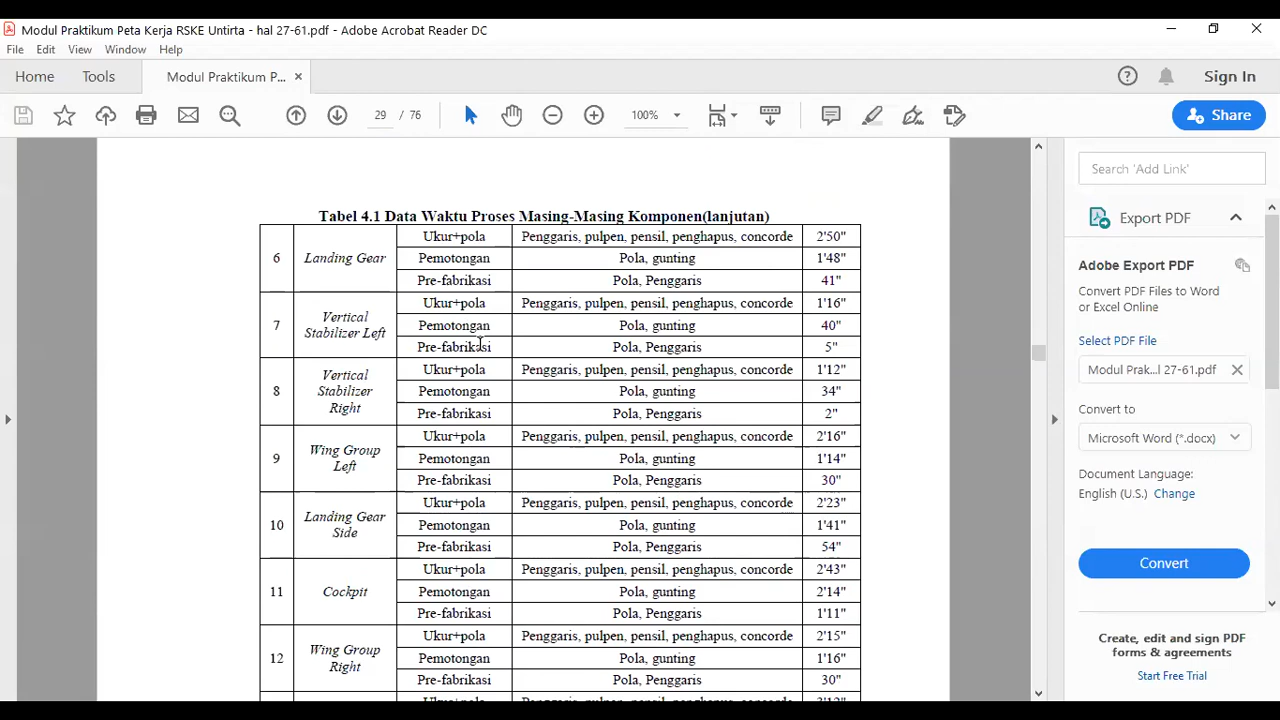 Modul Praktikum Peta Kerja RSKE Untirta - hal 27-61.pdf - Adobe Acrobat Reader DC
File Edit View Window Help
Home Tools Modul Praktikum P... × Sign In
29 / 76 100% Share
Tabel 4.1 Data Waktu Proses Masing-Masing Komponen(lanjutan)
6 Landing Gear Ukur+pola Penggaris, pulpen, pensil, penghapus, concorde 2'50"
Pemotongan Pola, gunting 1'48"
Pre-fabrikasi Pola, Penggaris 41"
7 Vertical Stabilizer Left Ukur+pola Penggaris, pulpen, pensil, penghapus, concorde 1'16"
Pemotongan Pola, gunting 40"
Pre-fabrikasi Pola, Penggaris 5"
8 Vertical Stabilizer Right Ukur+pola Penggaris, pulpen, pensil, penghapus, concorde 1'12"
Pemotongan Pola, gunting 34"
Pre-fabrikasi Pola, Penggaris 2"
9 Wing Group Left Ukur+pola Penggaris, pulpen, pensil, penghapus, concorde 2'16"
Pemotongan Pola, gunting 1'14"
Pre-fabrikasi Pola, Penggaris 30"
10 Landing Gear Side Ukur+pola Penggaris, pulpen, pensil, penghapus, concorde 2'23"
Pemotongan Pola, gunting 1'41"
Pre-fabrikasi Pola, Penggaris 54"
11 Cockpit Ukur+pola Penggaris, pulpen, pensil, penghapus, concorde 2'43"
Pemotongan Pola, gunting 2'14"
Pre-fabrikasi Pola, Penggaris 1'11"
12 Wing Group Right Ukur+pola Penggaris, pulpen, pensil, penghapus, concorde 2'15"
Pemotongan Pola, gunting 1'16"
Pre-fabrikasi Pola, Penggaris 30"
Search 'Add Link'
Export PDF
Adobe Export PDF
Convert PDF Files to Word
or Excel Online
Select PDF File
Modul Prak...l 27-61.pdf
Convert to
Microsoft Word (*.docx)
Document Language:
English (U.S.) Change
Convert
Create, edit and sign PDF
forms & agreements
Start Free Trial